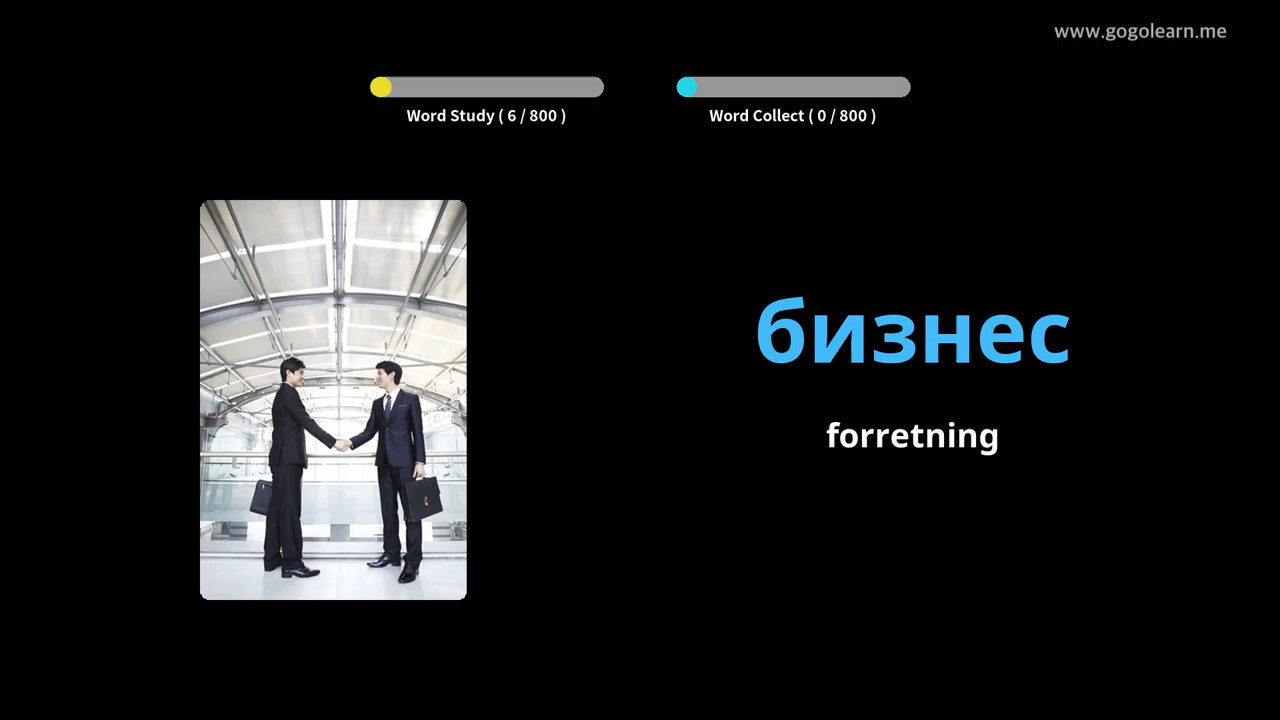 www.gogolearn.me
Word Study ( 6 / 800 )
Word Collect ( 0 / 800 )
бизнес
forretning